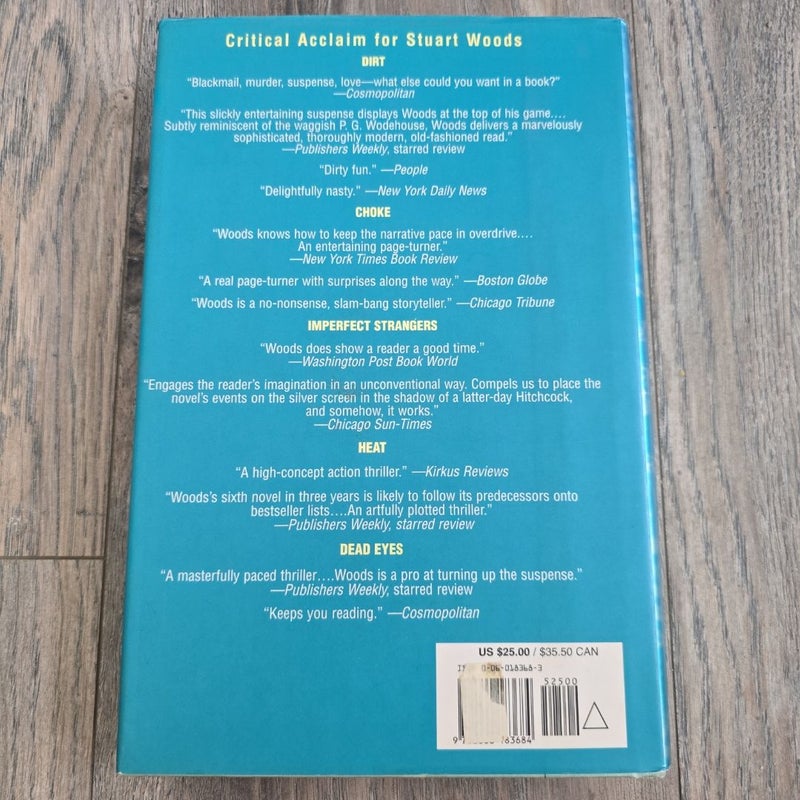 Critical Acclaim for Stuart Woods
DIRT
“Blackmail, murder, suspense, love—what else could you want in a book?”
—Cosmopolitan
“This slickly entertaining suspense displays Woods at the top of his game....
Subtly reminiscent of the waggish P. G. Wodehouse, Woods delivers a marvelously
sophisticated, thoroughly modern, old-fashioned read.”
—Publishers Weekly, starred review
“Dirty fun.” —People
“Delightfully nasty.” —New York Daily News
CHOKE
“Woods knows how to keep the narrative pace in overdrive....
An entertaining page-turner.”
—New York Times Book Review
“A real page-turner with surprises along the way.” —Boston Globe
“Woods is a no-nonsense, slam-bang storyteller.” —Chicago Tribune
IMPERFECT STRANGERS
“Woods does show a reader a good time.”
—Washington Post Book World
“Engages the reader’s imagination in an unconventional way. Compels us to place the
novel’s events on the silver screen in the shadow of a latter-day Hitchcock,
and somehow, it works.”
—Chicago Sun-Times
HEAT
“A high-concept action thriller.” —Kirkus Reviews
“Woods’s sixth novel in three years is likely to follow its predecessors onto
bestseller lists....An artfully plotted thriller.”
—Publishers Weekly, starred review
DEAD EYES
“A masterfully paced thriller....Woods is a pro at turning up the suspense.”
—Publishers Weekly, starred review
“Keeps you reading.” —Cosmopolitan
US $25.00 / $35.50 CAN
0-06-018368-3
52500